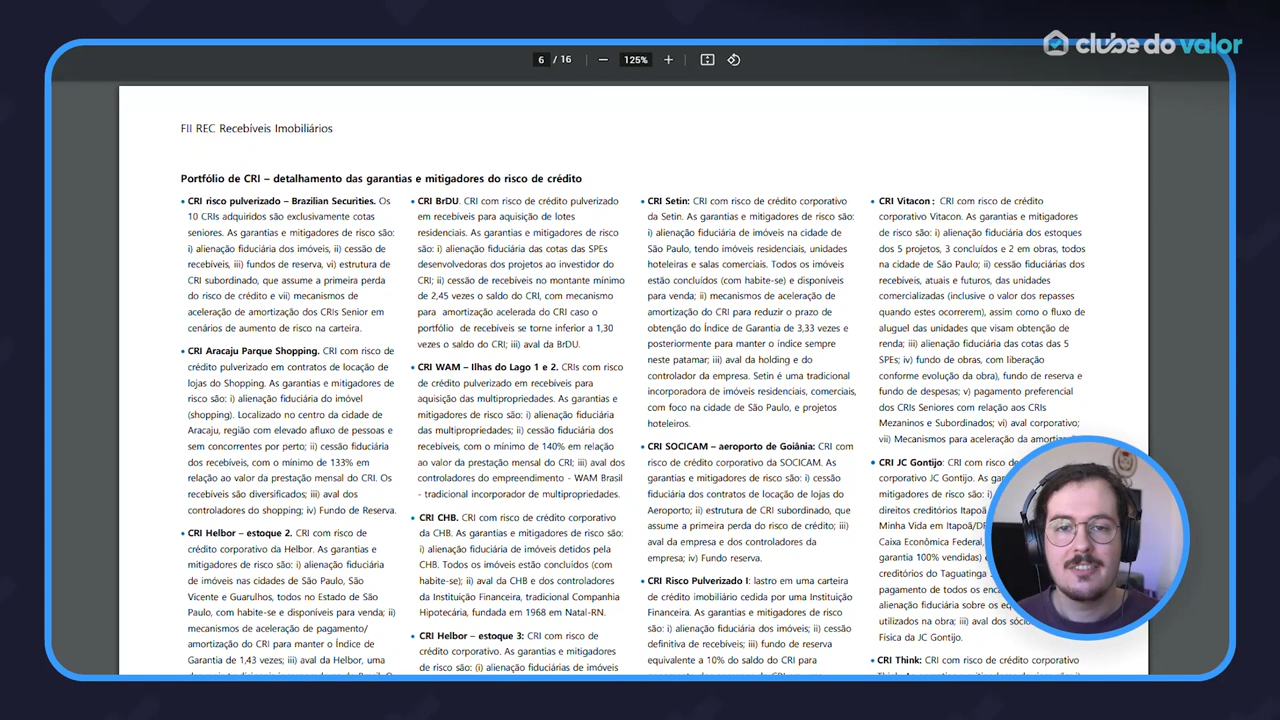 clube do valor
6 / 16
125%
FII REC Recebíveis Imobiliários
Portfólio de CRI – detalhamento das garantias e mitigadores do risco de crédito
• CRI risco pulverizado – Brazilian Securities. Os
10 CRIs adquiridos são exclusivamente cotas
seniores. As garantias e mitigadores de risco são:
i) alienação fiduciária dos imóveis, ii) cessão de
recebíveis, iii) fundos de reserva, vi) estrutura de
CRI subordinado, que assume a primeira perda
do risco de crédito e vii) mecanismos de
aceleração de amortização dos CRIs Senior em
cenários de aumento de risco na carteira.
• CRI Aracaju Parque Shopping. CRI com risco de
crédito pulverizado em contratos de locação de
lojas do Shopping. As garantias e mitigadores de
risco são: i) alienação fiduciária do imóvel
(shopping). Localizado no centro da cidade de
Aracaju, região com elevado afluxo de pessoas e
sem concorrentes por perto; ii) cessão fiduciária
dos recebíveis, com o mínimo de 133% em
relação ao valor da prestação mensal do CRI. Os
recebíveis são diversificados; iii) aval dos
controladores do shopping; iv) Fundo de Reserva.
• CRI Helbor – estoque 2. CRI com risco de
crédito corporativo da Helbor. As garantias e
mitigadores de risco são: i) alienação fiduciária
de imóveis nas cidades de São Paulo, São
Vicente e Guarulhos, todos no Estado de São
Paulo, com habite-se e disponíveis para venda; ii)
mecanismos de aceleração de pagamento/
amortização do CRI para manter o Índice de
Garantia de 1,43 vezes; iii) aval da Helbor, uma
• CRI BrDU. CRI com risco de crédito pulverizado
em recebíveis para aquisição de lotes
residenciais. As garantias e mitigadores de risco
são: i) alienação fiduciária das cotas das SPEs
desenvolvedoras dos projetos ao investidor do
CRI; ii) cessão de recebíveis no montante mínimo
de 2,45 vezes o saldo do CRI, com mecanismo
para amortização acelerada do CRI caso o
portfólio de recebíveis se torne inferior a 1,30
vezes o saldo do CRI; iii) aval da BrDU.
• CRI WAM – Ilhas do Lago 1 e 2. CRIs com risco
de crédito pulverizado em recebíveis para
aquisição das multipropriedades. As garantias e
mitigadores de risco são: i) alienação fiduciária
das multipropriedades; ii) cessão fiduciária dos
recebíveis, com o mínimo de 140% em relação
ao valor da prestação mensal do CRI; iii) aval dos
controladores do empreendimento - WAM Brasil
- tradicional incorporador de multipropriedades.
• CRI CHB. CRI com risco de crédito corporativo
da CHB. As garantias e mitigadores de risco são:
i) alienação fiduciária de imóveis detidos pela
CHB. Todos os imóveis estão concluídos (com
habite-se); ii) aval da CHB e dos controladores
da Instituição Financeira, tradicional Companhia
Hipotecária, fundada em 1968 em Natal-RN.
• CRI Helbor – estoque 3: CRI com risco de
crédito corporativo. As garantias e mitigadores
de risco são: (i) alienação fiduciárias de imóveis
• CRI Setin: CRI com risco de crédito corporativo
da Setin. As garantias e mitigadores de risco são:
i) alienação fiduciária de imóveis na cidade de
São Paulo, tendo imóveis residenciais, unidades
hoteleiras e salas comerciais. Todos os imóveis
estão concluídos (com habite-se) e disponíveis
para venda; ii) mecanismos de aceleração de
amortização do CRI para reduzir o prazo de
obtenção do Índice de Garantia de 3,33 vezes e
posteriormente para manter o índice sempre
neste patamar; iii) aval da holding e do
controlador da empresa. Setin é uma tradicional
incorporadora de imóveis residenciais, comerciais,
com foco na cidade de São Paulo, e projetos
hoteleiros.
• CRI SOCICAM – aeroporto de Goiânia: CRI com
risco de crédito corporativo da SOCICAM. As
garantias e mitigadores de risco são: i) cessão
fiduciária dos contratos de locação de lojas do
Aeroporto; ii) estrutura de CRI subordinado, que
assume a primeira perda do risco de crédito; iii)
aval da empresa e dos controladores da
empresa; iv) Fundo reserva.
• CRI Risco Pulverizado I: lastro em uma carteira
de crédito imobiliário cedida por uma Instituição
Financeira. As garantias e mitigadores de risco
são: i) alienação fiduciária dos imóveis; ii) cessão
definitiva de recebíveis; iii) fundo de reserva
equivalente a 10% do saldo do CRI para
• CRI Vitacon : CRI com risco de crédito
corporativo Vitacon. As garantias e mitigadores
de risco são: i) alienação fiduciária dos estoques
dos 5 projetos, 3 concluídos e 2 em obras, todos
na cidade de São Paulo; ii) cessão fiduciárias dos
recebíveis, atuais e futuros, das unidades
comercializadas (inclusive o valor dos repasses
quando estes ocorrerem), assim como o fluxo de
aluguel das unidades que visam obtenção de
renda; iii) alienação fiduciária das cotas das 5
SPEs; iv) fundo de obras, com liberação
conforme evolução da obra), fundo de reserva e
fundo de despesas; v) pagamento preferencial
dos CRIs Seniores com relação aos CRIs
Mezaninos e Subordinados; vi) aval corporativo;
vii) Mecanismos para aceleração da
• CRI JC Gontijo: CRI com risco de
corporativo JC Gontijo. As
mitigadores de risco são: i)
direitos creditórios Itapoã
Minha Vida em Itapoã/DF
Caixa Econômica Federal,
garantia 100% vendidas)
creditórios do Taguatinga
pagamento de todos os
alienação fiduciária sobre os
utilizados na obra; iii) aval dos
Física da JC Gontijo.
• CRI Think: CRI com risco de crédito corporativo